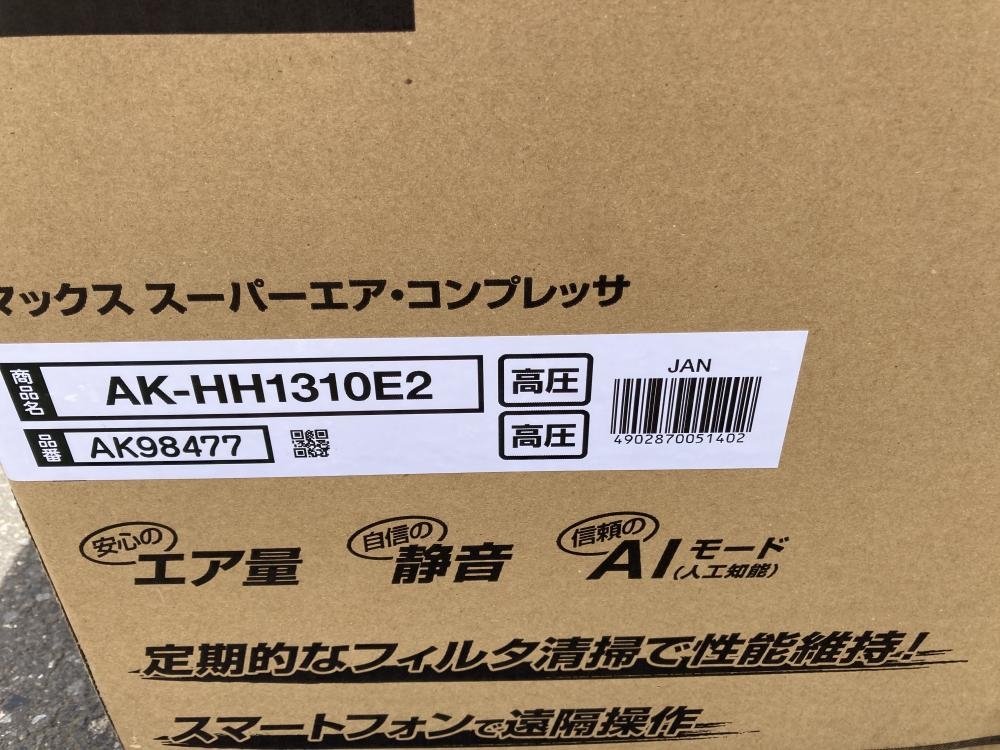 マックス スーパーエア・コンプレッサ
商品名 AK-HH1310E2 高圧 JAN
品番 AK98477 高圧 4902870051402
安心の 自信の 信頼の
エア量 静音 AIモード
(人工知能)
定期的なフィルタ清掃で性能維持!
スマートフォンで遠隔操作